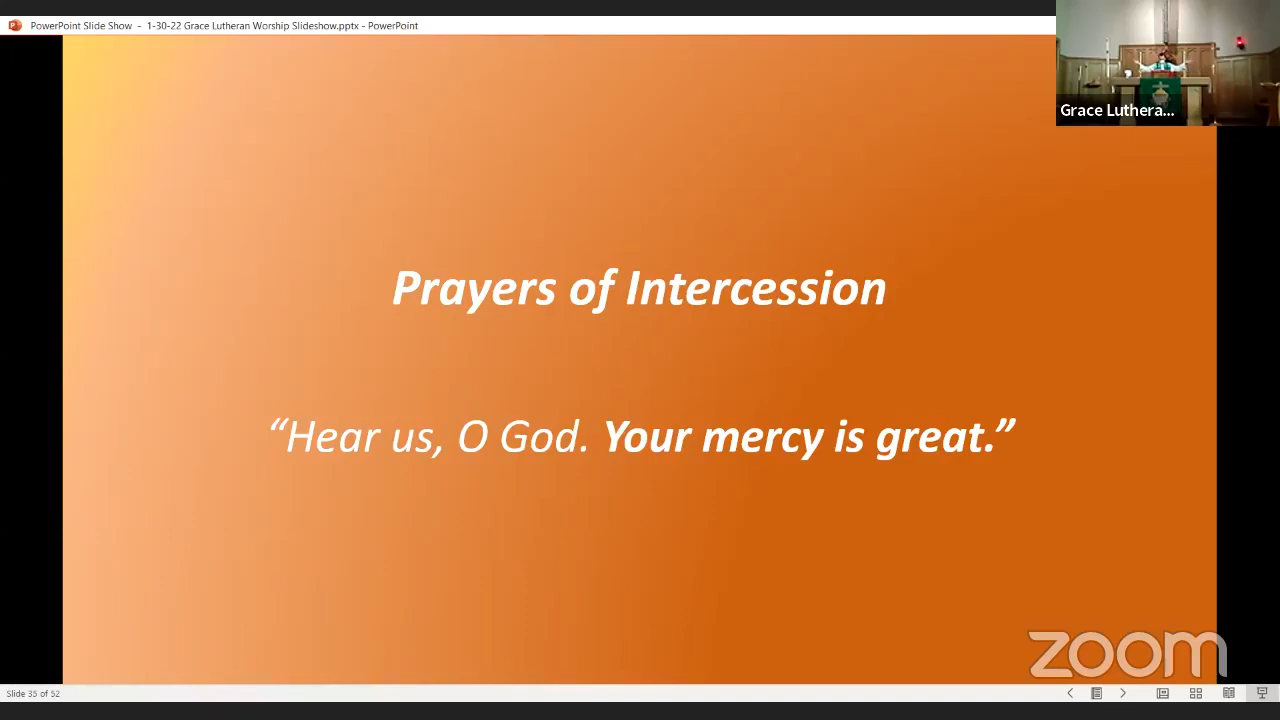 PowerPoint Slide Show - 1-30-22 Grace Lutheran Worship Slideshow.pptx - PowerPoint
Grace Luthera...
Prayers of Intercession
“Hear us, O God. Your mercy is great.”
zoom
Slide 35 of 52